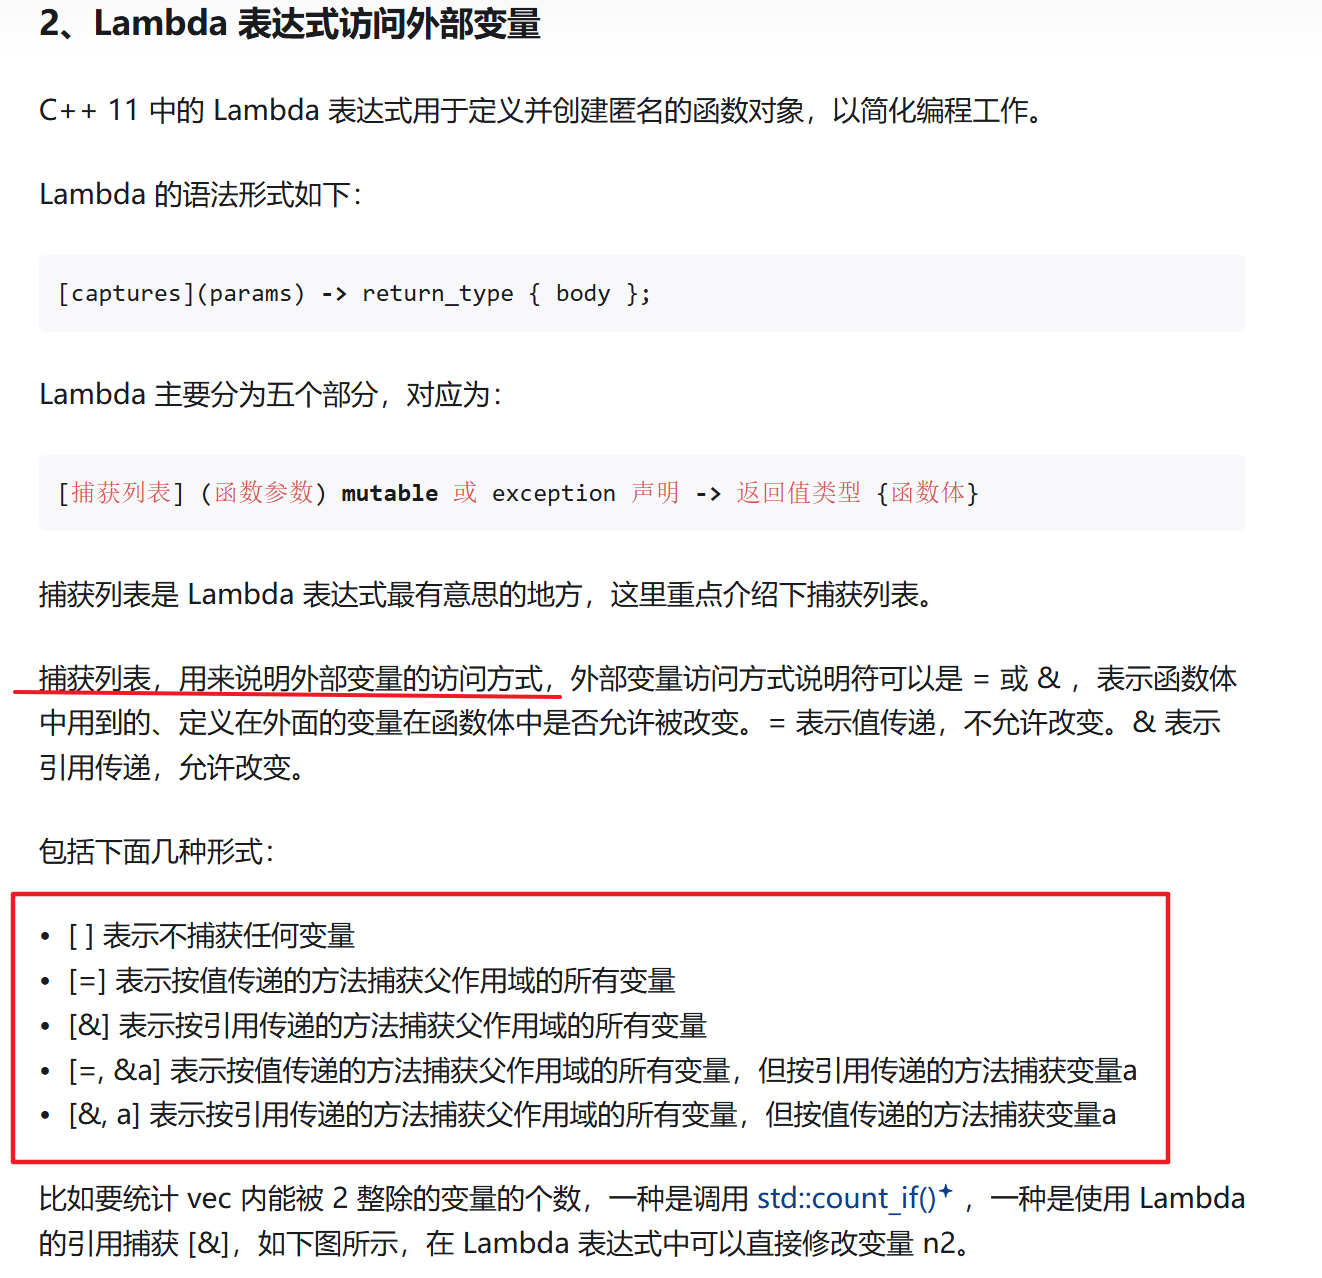 2、Lambda 表达式访问外部变量
C++ 11 中的 Lambda 表达式用于定义并创建匿名的函数对象，以简化编程工作。
Lambda 的语法形式如下：
[captures](params) -> return_type { body };
Lambda 主要分为五个部分，对应为：
[捕获列表] (函数参数) mutable 或 exception 声明 -> 返回值类型 {函数体}
捕获列表是 Lambda 表达式最有意思的地方，这里重点介绍下捕获列表。
捕获列表，用来说明外部变量的访问方式，外部变量访问方式说明符可以是 = 或 & ，表示函数体
中用到的、定义在外面的变量在函数体中是否允许被改变。= 表示值传递，不允许改变。& 表示
引用传递，允许改变。
包括下面几种形式：
• [ ] 表示不捕获任何变量
• [=] 表示按值传递的方法捕获父作用域的所有变量
• [&] 表示按引用传递的方法捕获父作用域的所有变量
• [=, &a] 表示按值传递的方法捕获父作用域的所有变量，但按引用传递的方法捕获变量a
• [&, a] 表示按引用传递的方法捕获父作用域的所有变量，但按值传递的方法捕获变量a
比如要统计 vec 内能被 2 整除的变量的个数，一种是调用 std::count_if() ，一种是使用 Lambda
的引用捕获 [&]，如下图所示，在 Lambda 表达式中可以直接修改变量 n2。